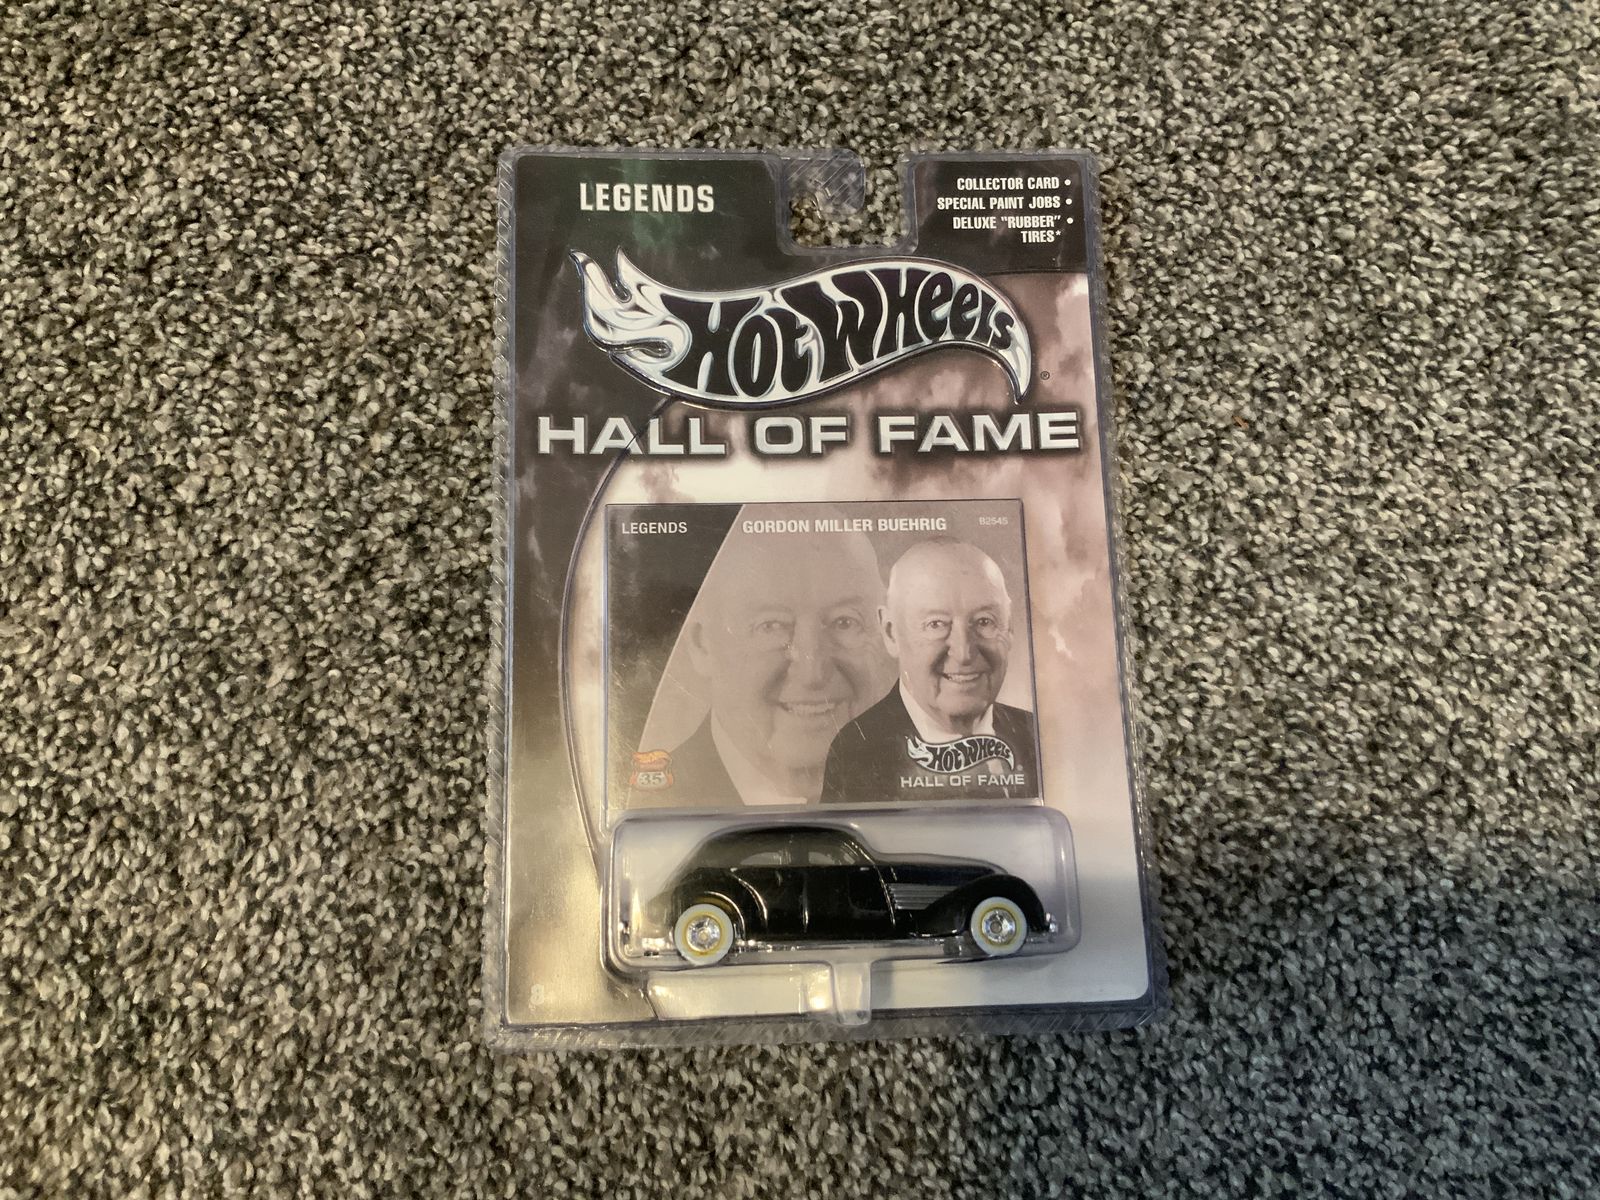 LEGENDS
COLLECTOR CARD •
SPECIAL PAINT JOBS •
DELUXE "RUBBER" •
TIRES*
Hot Wheels ®
HALL OF FAME
LEGENDS GORDON MILLER BUEHRIG B2545
35
Hot Wheels ®
HALL OF FAME
8+